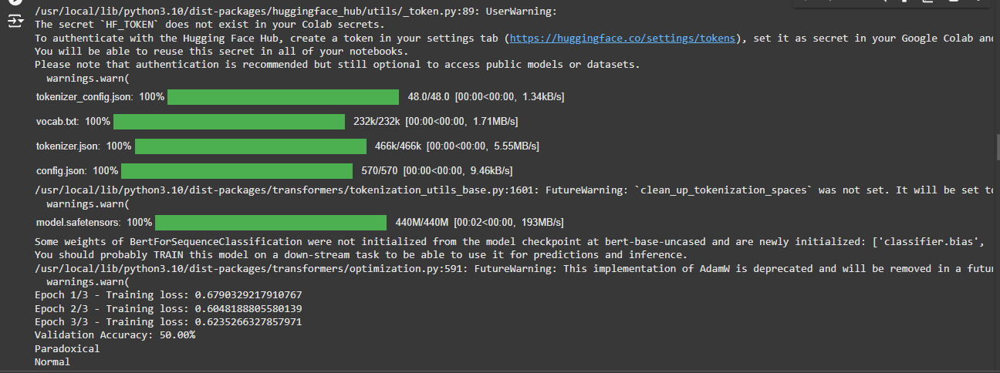 /usr/local/lib/python3.10/dist-packages/huggingface_hub/utils/_token.py:89: UserWarning:
The secret `HF_TOKEN` does not exist in your Colab secrets.
To authenticate with the Hugging Face Hub, create a token in your settings tab (https://huggingface.co/settings/tokens), set it as secret in your Google Colab and
You will be able to reuse this secret in all of your notebooks.
Please note that authentication is recommended but still optional to access public models or datasets.
  warnings.warn(
tokenizer_config.json: 100% 48.0/48.0 [00:00<00:00, 1.34kB/s]
vocab.txt: 100% 232k/232k [00:00<00:00, 1.71MB/s]
tokenizer.json: 100% 466k/466k [00:00<00:00, 5.55MB/s]
config.json: 100% 570/570 [00:00<00:00, 9.46kB/s]
/usr/local/lib/python3.10/dist-packages/transformers/tokenization_utils_base.py:1601: FutureWarning: `clean_up_tokenization_spaces` was not set. It will be set to
  warnings.warn(
model.safetensors: 100% 440M/440M [00:02<00:00, 193MB/s]
Some weights of BertForSequenceClassification were not initialized from the model checkpoint at bert-base-uncased and are newly initialized: ['classifier.bias',
You should probably TRAIN this model on a down-stream task to be able to use it for predictions and inference.
/usr/local/lib/python3.10/dist-packages/transformers/optimization.py:591: FutureWarning: This implementation of AdamW is deprecated and will be removed in a futur
  warnings.warn(
Epoch 1/3 - Training loss: 0.6790329217910767
Epoch 2/3 - Training loss: 0.6048188805580139
Epoch 3/3 - Training loss: 0.6235266327857971
Validation Accuracy: 50.00%
Paradoxical
Normal